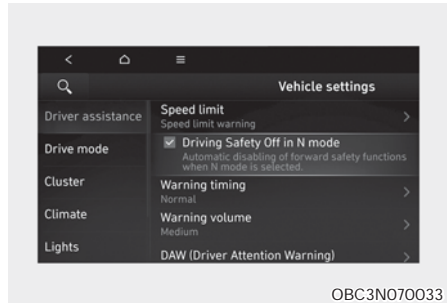 Vehicle settings
Driver assistance
Drive mode
Cluster
Climate
Lights
Speed limit
Speed limit warning
Driving Safety Off in N mode
Automatic disabling of forward safety functions
when N mode is selected.
Warning timing
Normal
Warning volume
Medium
DAW (Driver Attention Warning)
OBC3N070033